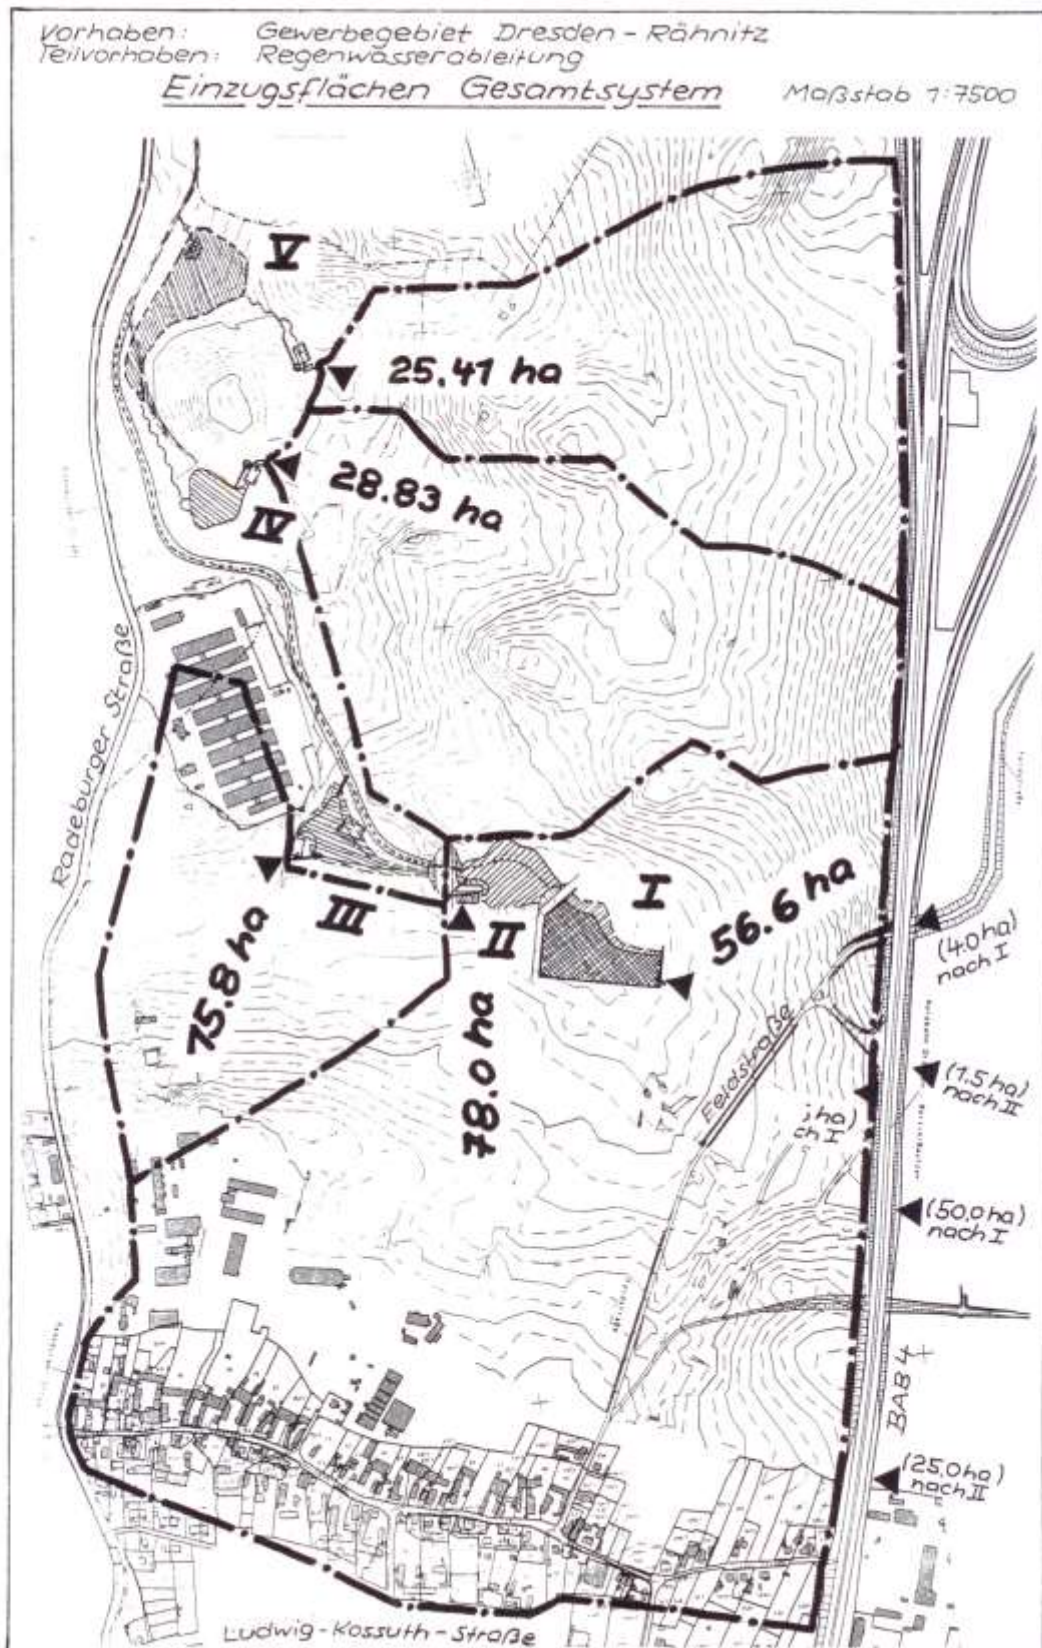 Vorhaben: Gewerbegebiet Dresden - Rähnitz
Teilvorhaben: Regenwasserableitung
Einzugsflächen Gesamtsystem Maßstab 1:7500
V
25.41 ha
28.83 ha
IV
Radeburger Straße
I
56.6 ha
III
II
75.8 ha
78.0 ha
(4.0 ha)
nach I
Feldstraße
(1.5 ha)
nach II
ha)
ch I
(50.0 ha)
nach I
BAB 4
(25.0 ha)
nach II
Ludwig-Kossuth-Straße